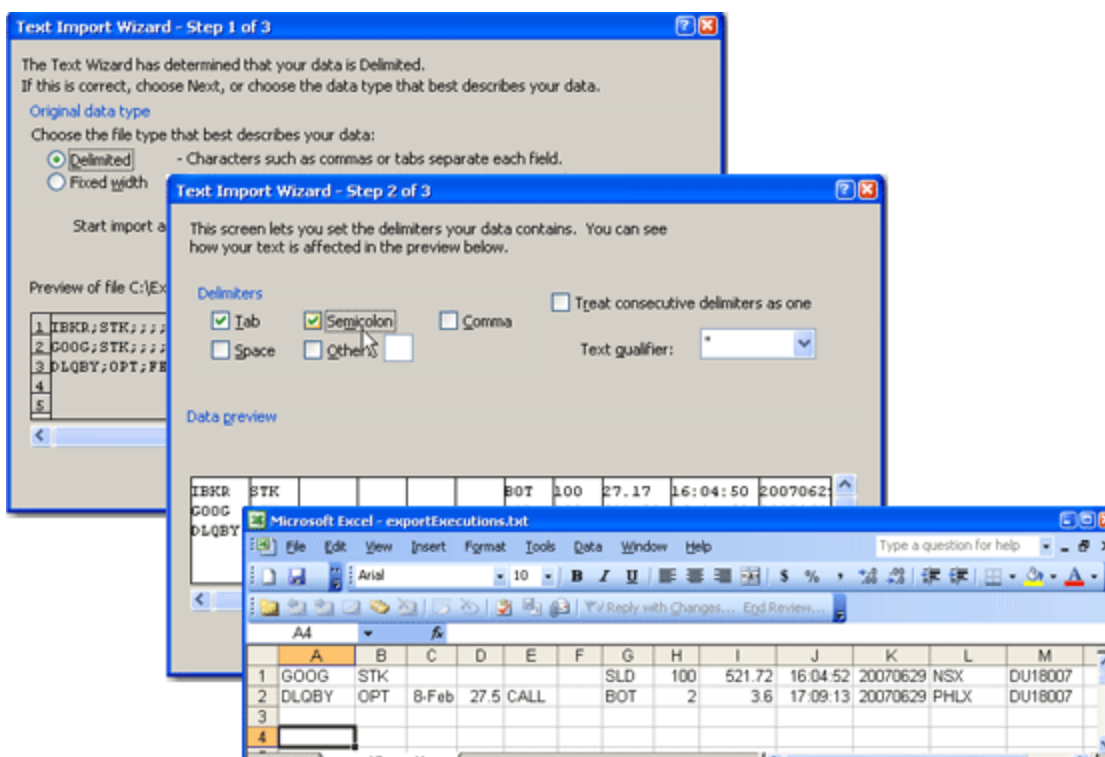 Text Import Wizard - Step 1 of 3
The Text Wizard has determined that your data is Delimited.
If this is correct, choose Next, or choose the data type that best describes your data.
Original data type
Choose the file type that best describes your data:
Delimited - Characters such as commas or tabs separate each field.
Fixed width
Start import a
Preview of file C:\Ex
1 IBKR;STK;;;;
2 GOOG;STK;;;;
3 DLQBY;OPT;FE
4
5
Text Import Wizard - Step 2 of 3
This screen lets you set the delimiters your data contains. You can see
how your text is affected in the preview below.
Delimiters
Tab Semicolon Comma
Space Other:
Treat consecutive delimiters as one
Text qualifier: "
Data preview
IBKR STK BOT 100 27.17 16:04:50 2007062
GOOG
DLQBY
Microsoft Excel - exportExecutions.txt
File Edit View Insert Format Tools Data Window Help Type a question for help
Arial 10 B I U $ % ,
Reply with Changes... End Review...
A4 fx
A B C D E F G H I J K L M
1 GOOG STK SLD 100 521.72 16:04:52 20070629 NSX DU18007
2 DLQBY OPT 8-Feb 27.5 CALL BOT 2 3.6 17:09:13 20070629 PHLX DU18007
3
4